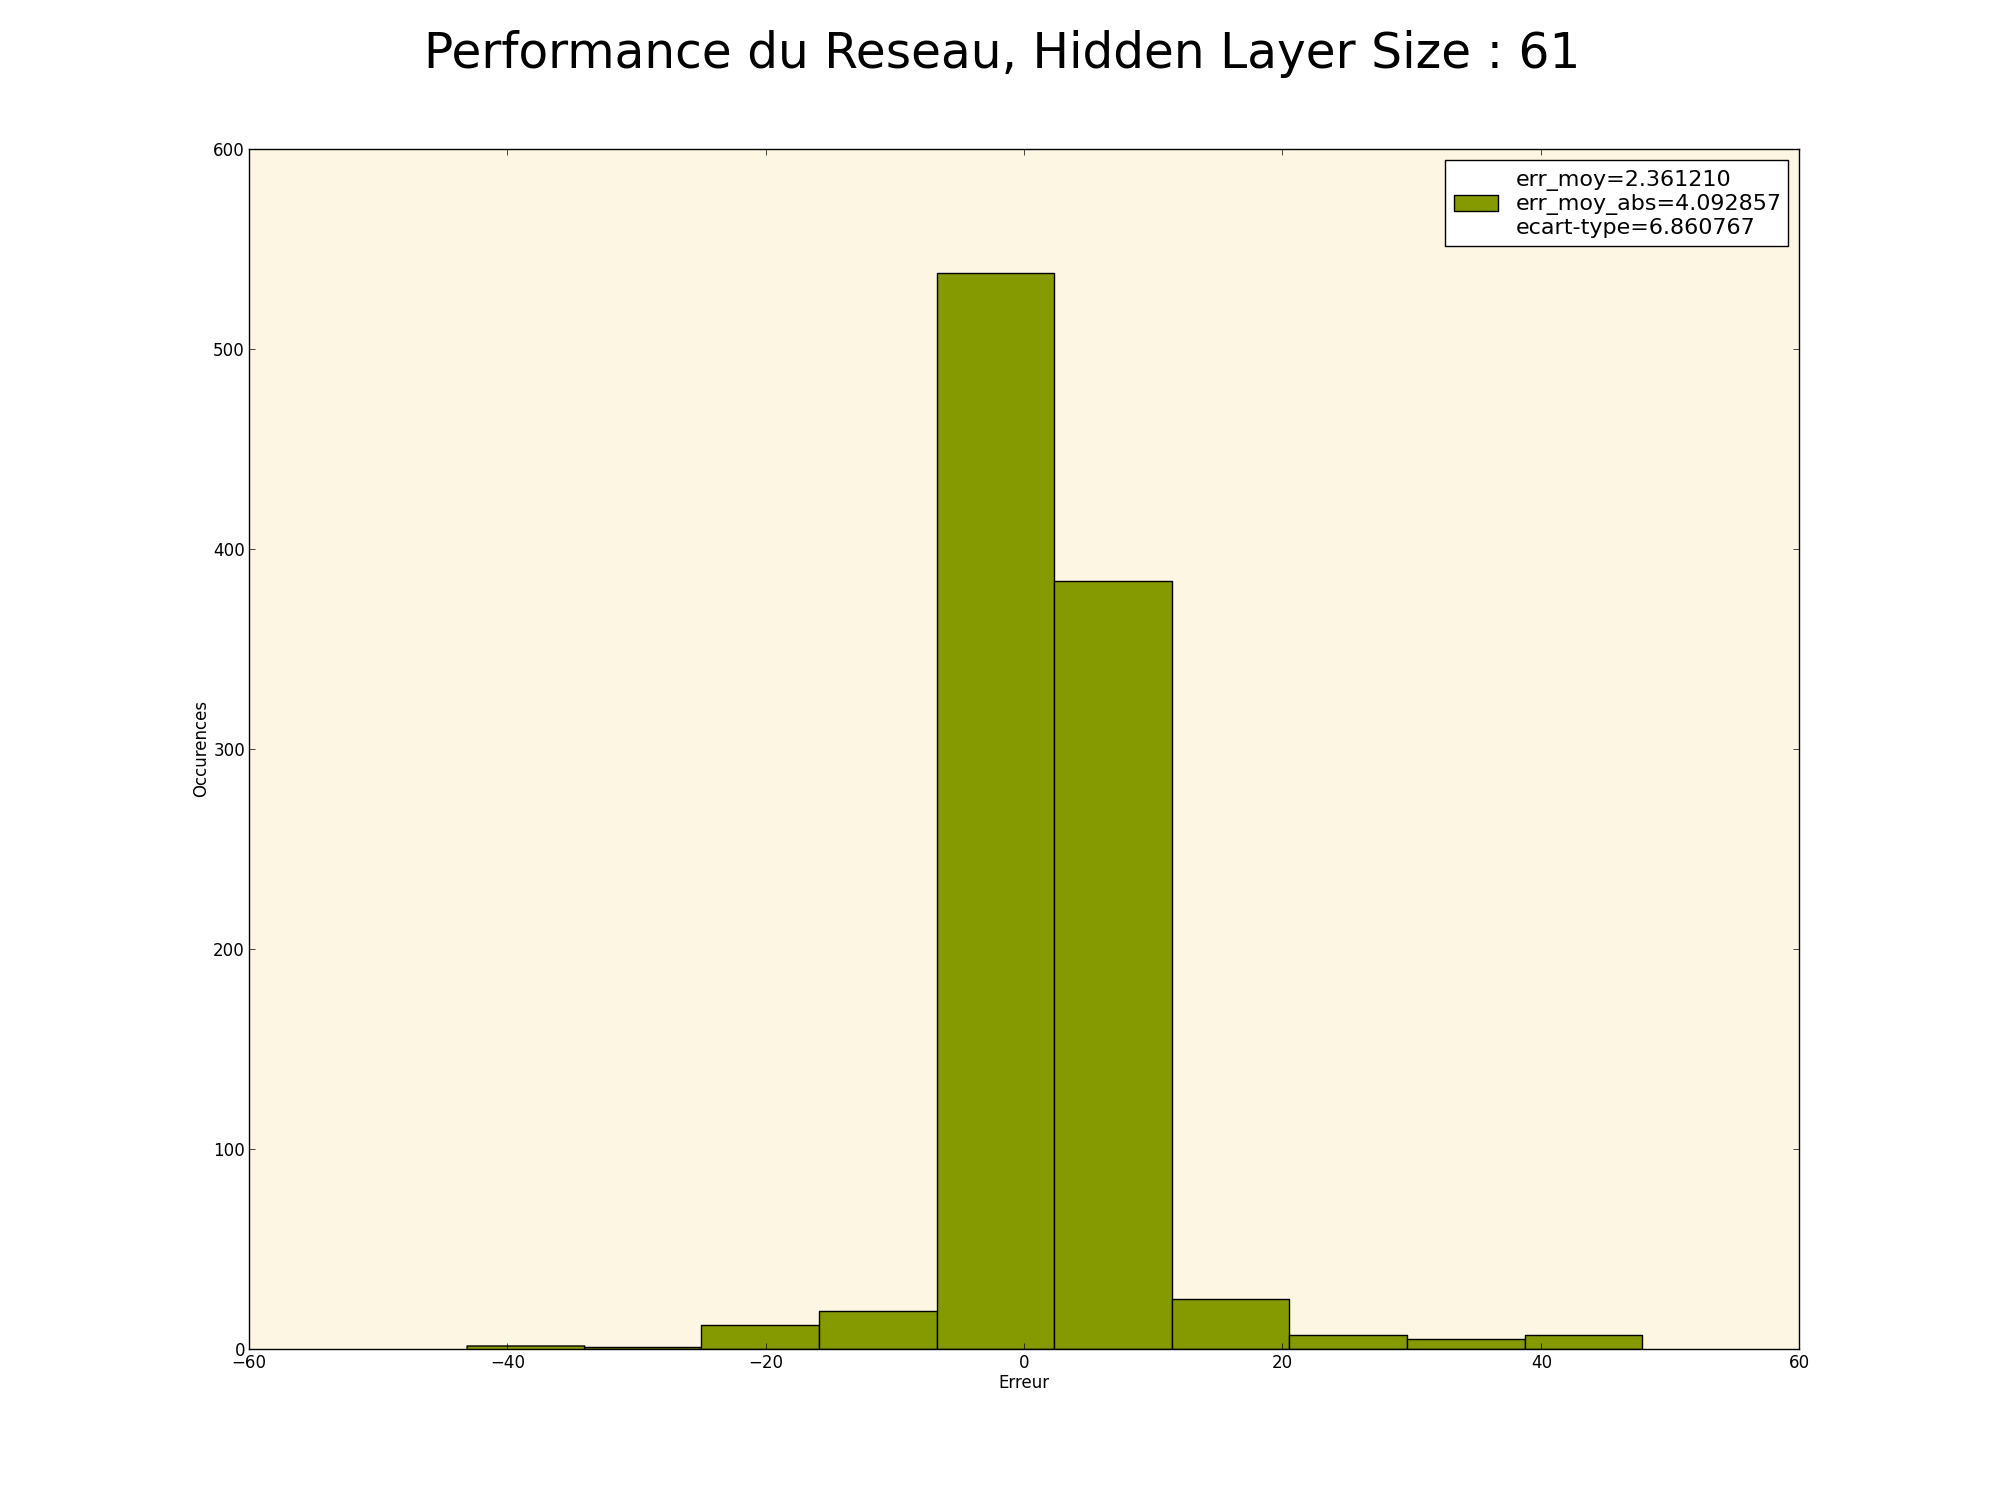 Performance du Reseau, Hidden Layer Size : 61
err_moy=2.361210
err_moy_abs=4.092857
ecart-type=6.860767
600
500
400
300
200
100
0
Occurences
−60
−40
−20
0
20
40
60
Erreur